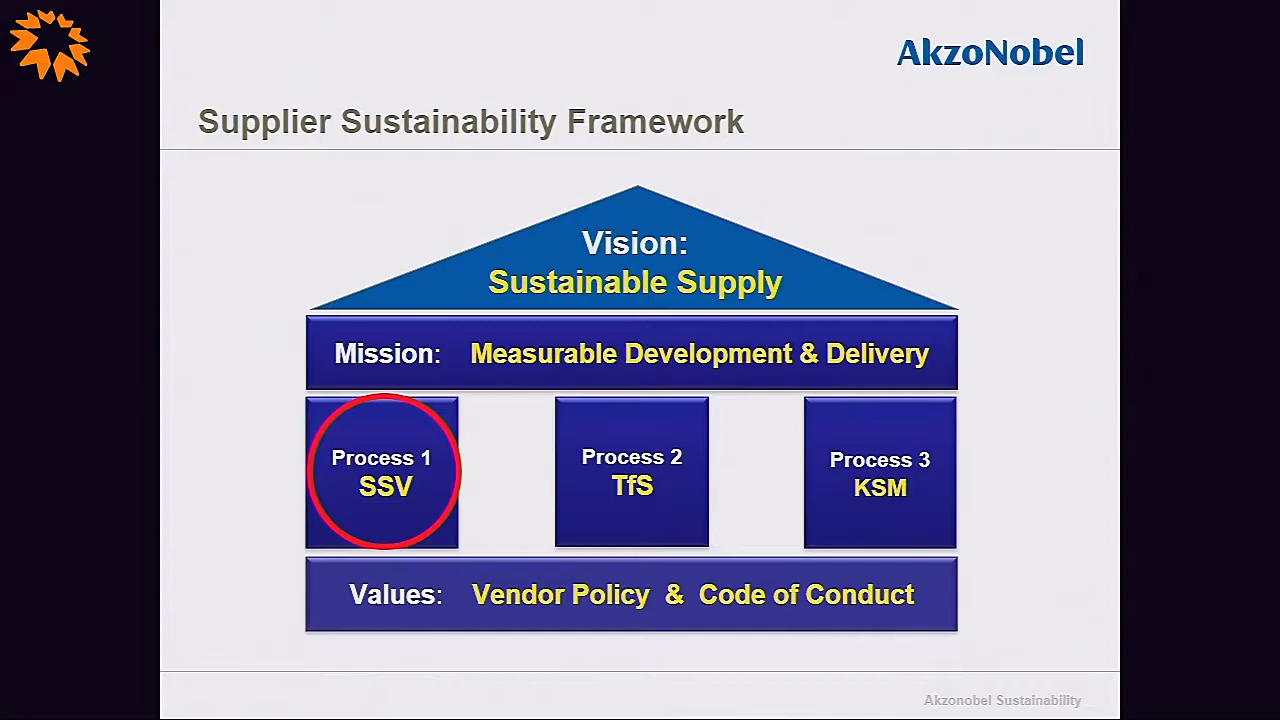 AkzoNobel
Supplier Sustainability Framework
Vision:
Sustainable Supply
Mission: Measurable Development & Delivery
Process 1
SSV
Process 2
TfS
Process 3
KSM
Values: Vendor Policy & Code of Conduct
Akzonobel Sustainability